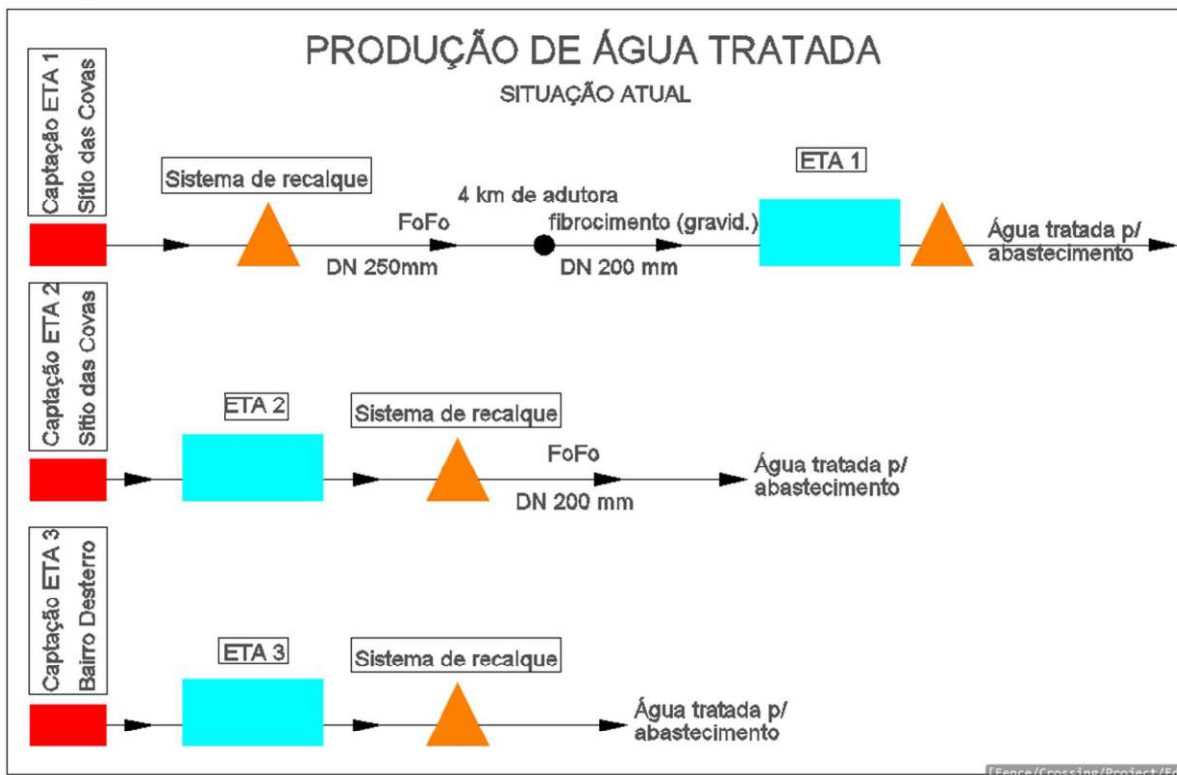 PRODUÇÃO DE ÁGUA TRATADA
SITUAÇÃO ATUAL
Captação ETA 1
Sítio das Covas
Sistema de recalque
FoFo
DN 250mm
4 km de adutora
fibrocimento (gravid.)
DN 200 mm
ETA 1
Água tratada p/
abastecimento
Captação ETA 2
Sítio das Covas
ETA 2
Sistema de recalque
FoFo
DN 200 mm
Água tratada p/
abastecimento
Captação ETA 3
Bairro Desterro
ETA 3
Sistema de recalque
Água tratada p/
abastecimento
[Fence/Crossing/Project/